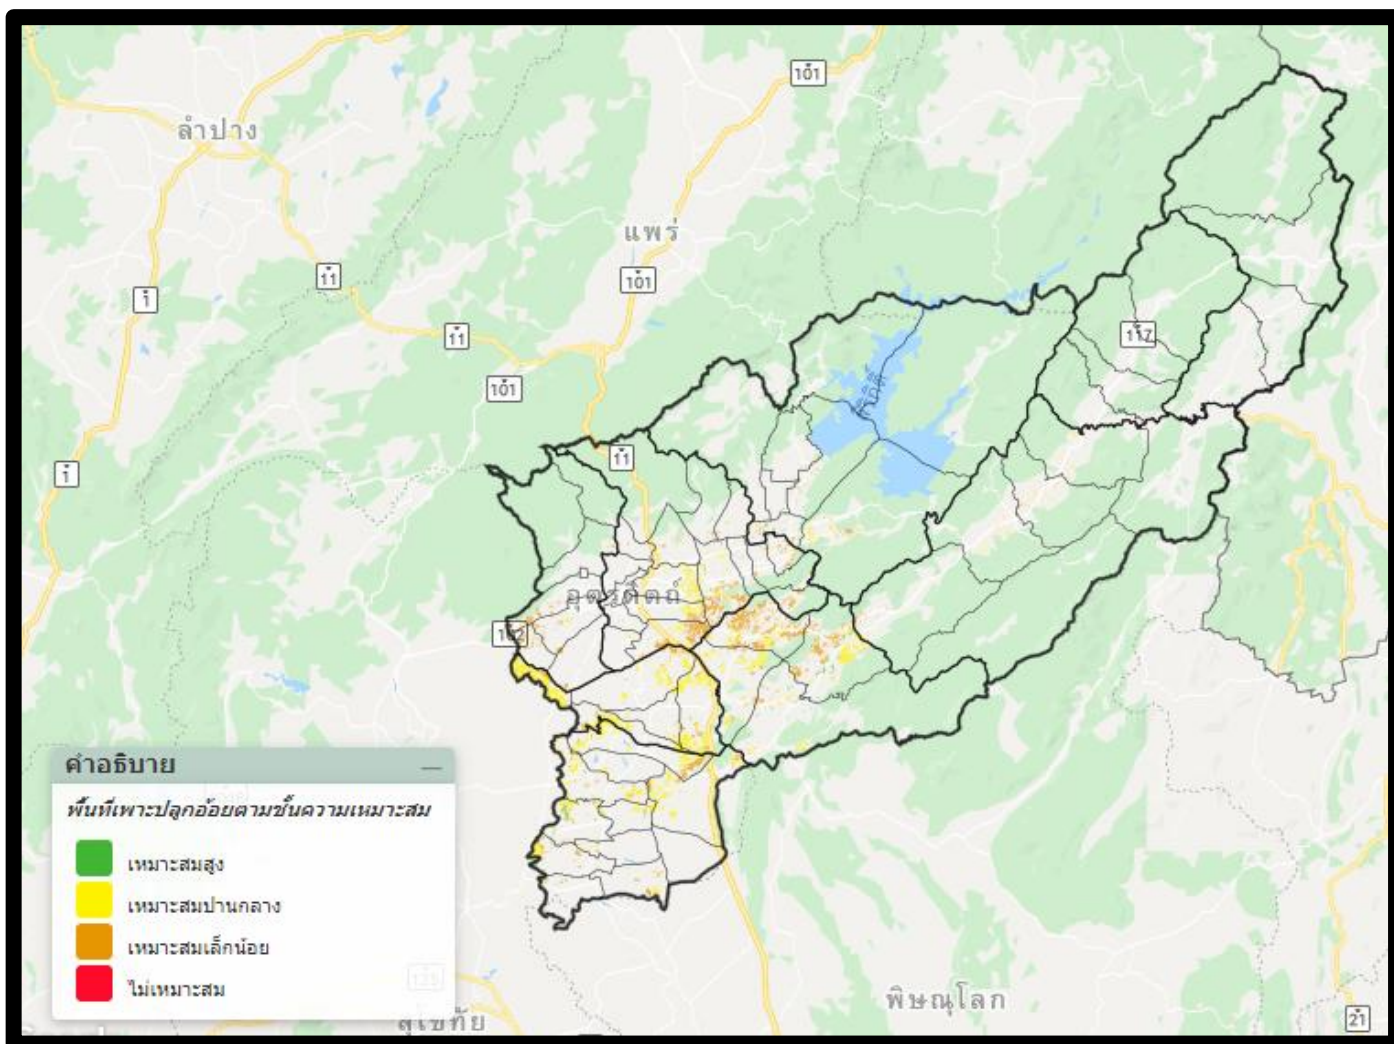 101
ลำปาง
แพร่
11
101
1
11
117
101
11
1
สิริกิติ์
อุตรดิตถ์
102
คำอธิบาย
พื้นที่เพาะปลูกอ้อยตามชั้นความเหมาะสม
เหมาะสมสูง
เหมาะสมปานกลาง
เหมาะสมเล็กน้อย
ไม่เหมาะสม
พิษณุโลก
สุโขทัย
21